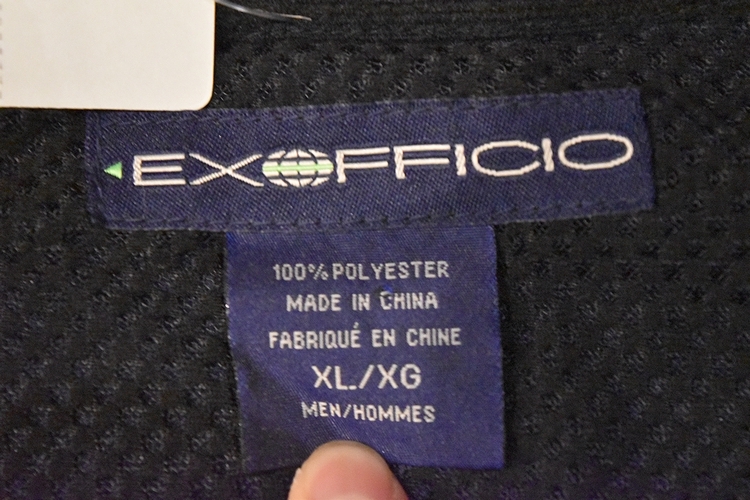 EXOFFICIO
100% POLYESTER
MADE IN CHINA
FABRIQUÉ EN CHINE
XL/XG
MEN/HOMMES